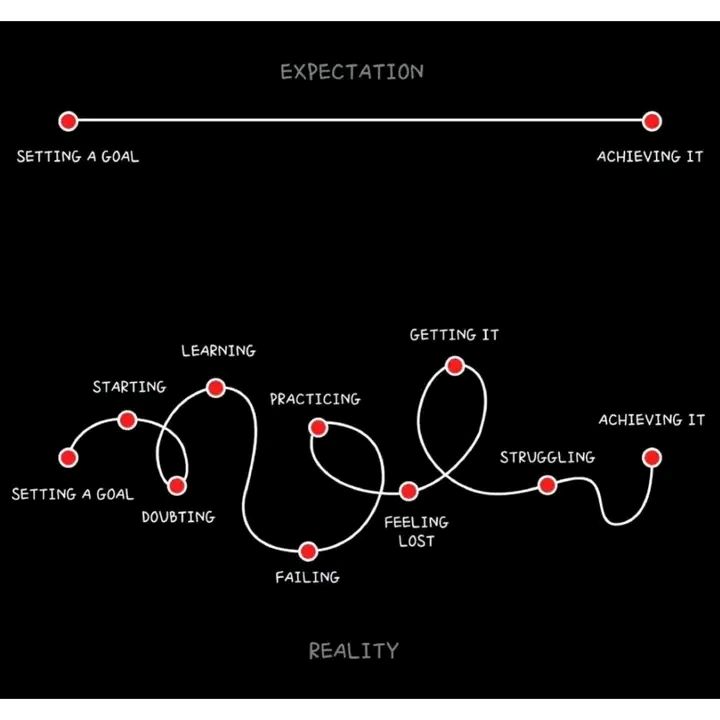 EXPECTATION
SETTING A GOAL
ACHIEVING IT
GETTING IT
LEARNING
STARTING
PRACTICING
ACHIEVING IT
STRUGGLING
SETTING A GOAL
DOUBTING
FEELING
LOST
FAILING
REALITY